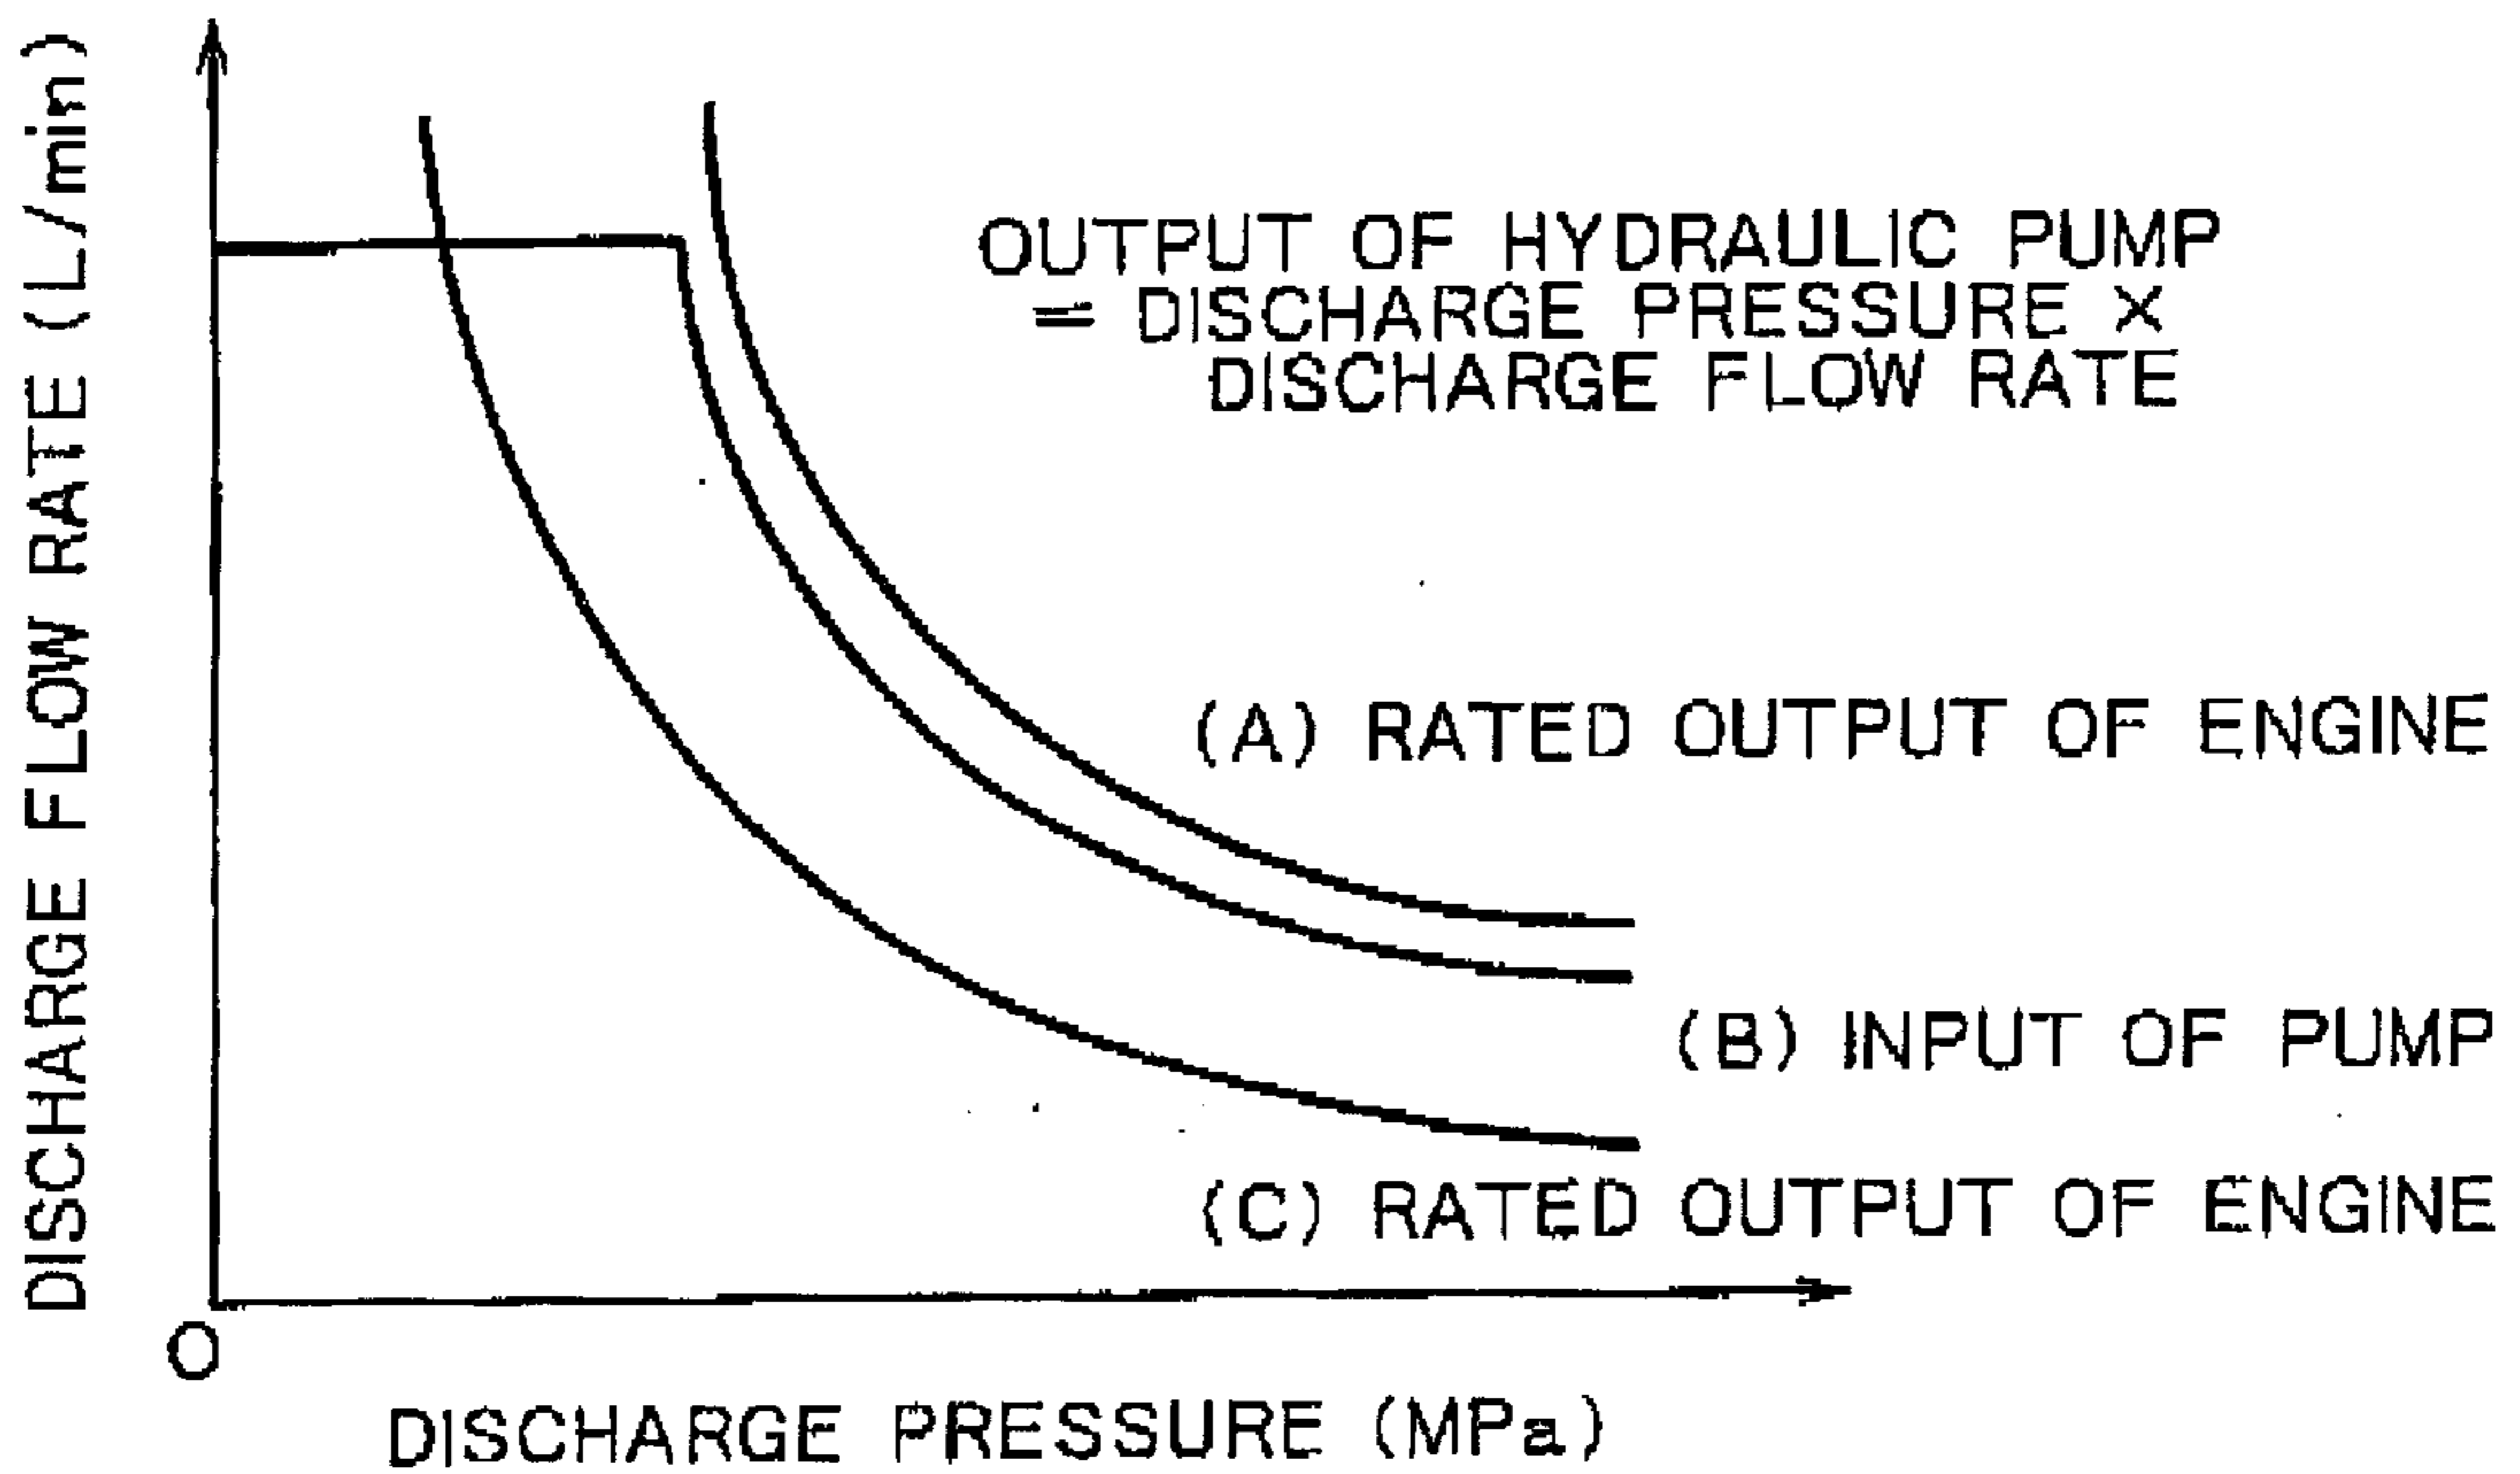 DISCHARGE FLOW RATE (L/min)
OUTPUT OF HYDRAULIC PUMP
= DISCHARGE PRESSURE x
DISCHARGE FLOW RATE
(A) RATED OUTPUT OF ENGINE
(B) INPUT OF PUMP
(C) RATED OUTPUT OF ENGINE
O
DISCHARGE PRESSURE (MPa)